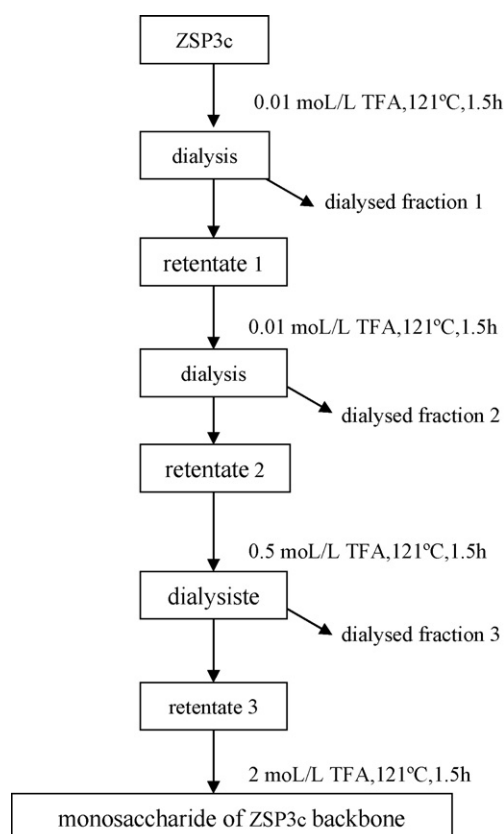 ZSP3c
0.01 moL/L TFA,121ºC,1.5h
dialysis
dialysed fraction 1
retentate 1
0.01 moL/L TFA,121ºC,1.5h
dialysis
dialysed fraction 2
retentate 2
0.5 moL/L TFA,121ºC,1.5h
dialysiste
dialysed fraction 3
retentate 3
2 moL/L TFA,121ºC,1.5h
monosaccharide of ZSP3c backbone